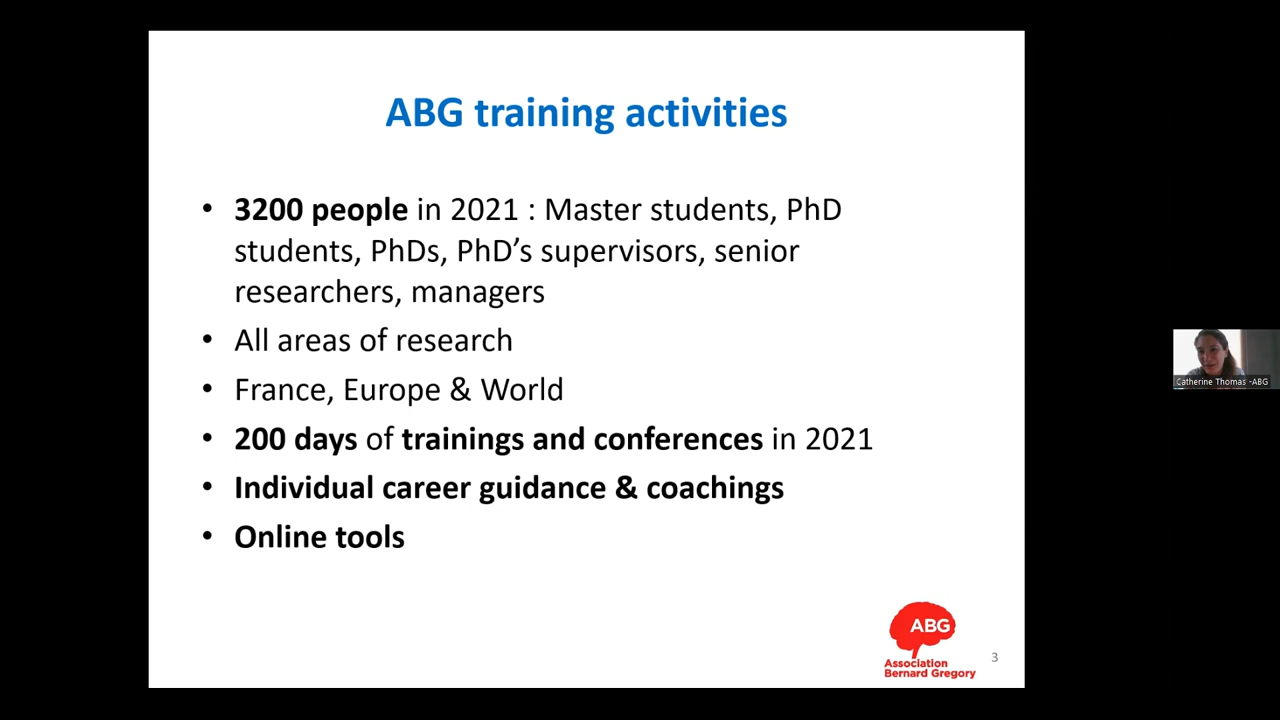 ABG training activities
• 3200 people in 2021 : Master students, PhD
students, PhDs, PhD’s supervisors, senior
researchers, managers
• All areas of research
• France, Europe & World
• 200 days of trainings and conferences in 2021
• Individual career guidance & coachings
• Online tools
ABG
Association
Bernard Gregory
3
Catherine Thomas -ABG